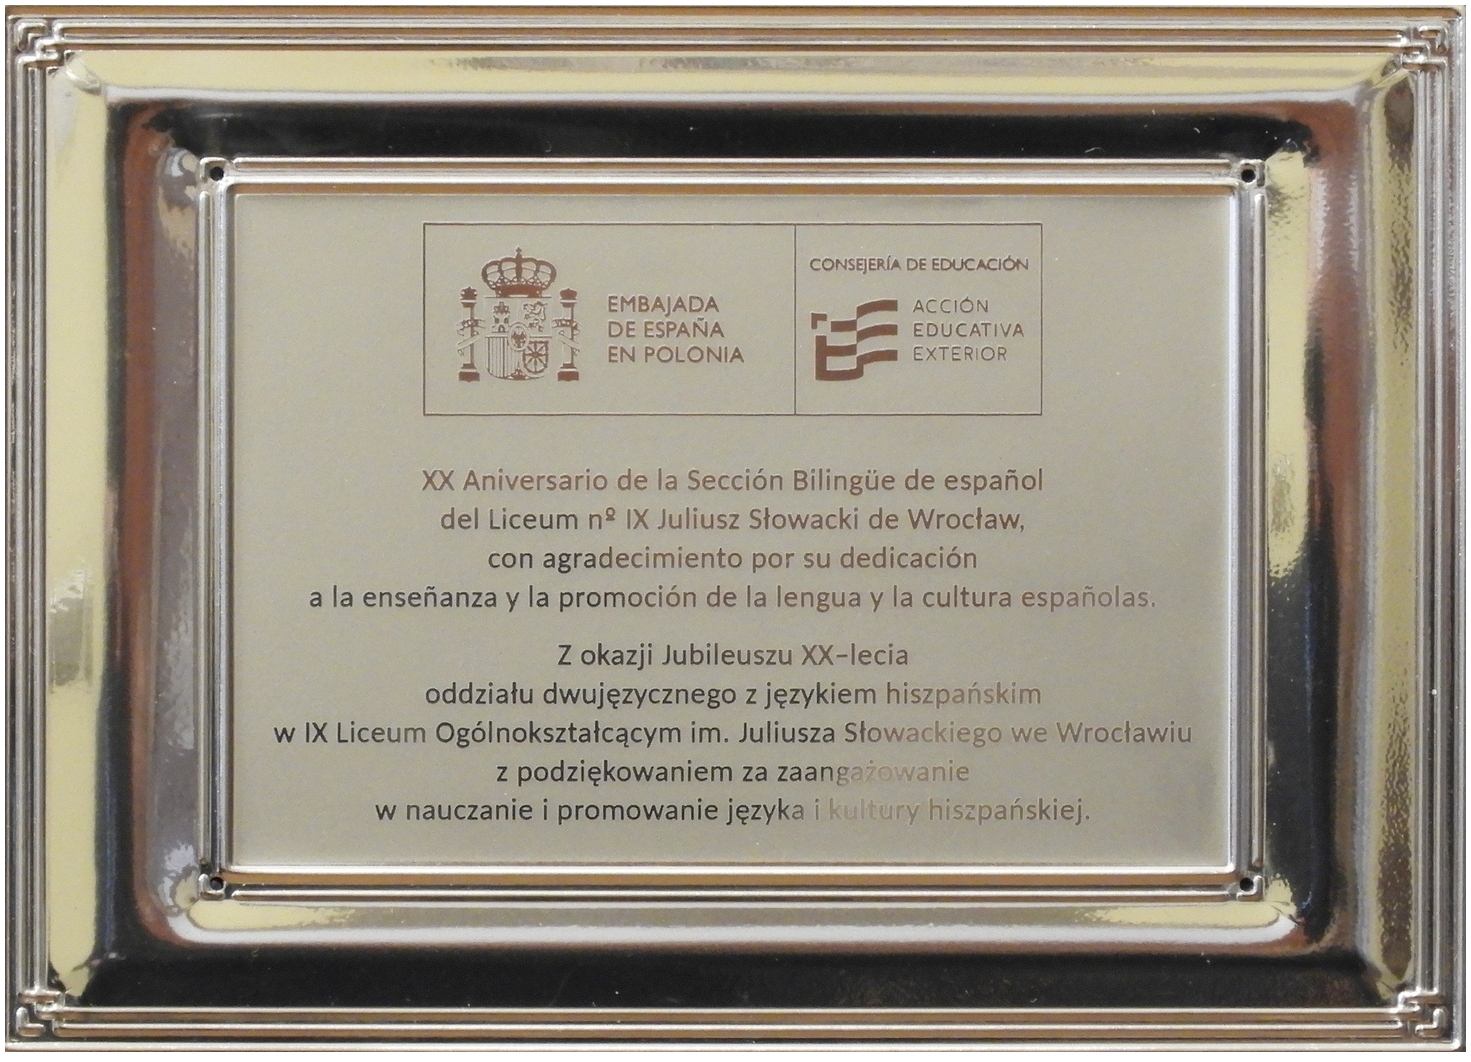 EMBAJADA
DE ESPAÑA
EN POLONIA
CONSEJERÍA DE EDUCACIÓN
ACCIÓN
EDUCATIVA
EXTERIOR
XX Aniversario de la Sección Bilingüe de español
del Liceum nº IX Juliusz Słowacki de Wrocław,
con agradecimiento por su dedicación
a la enseñanza y la promoción de la lengua y la cultura españolas.
Z okazji Jubileuszu XX-lecia
oddziału dwujęzycznego z językiem hiszpańskim
w IX Liceum Ogólnokształcącym im. Juliusza Słowackiego we Wrocławiu
z podziękowaniem za zaangażowanie
w nauczanie i promowanie języka i kultury hiszpańskiej.